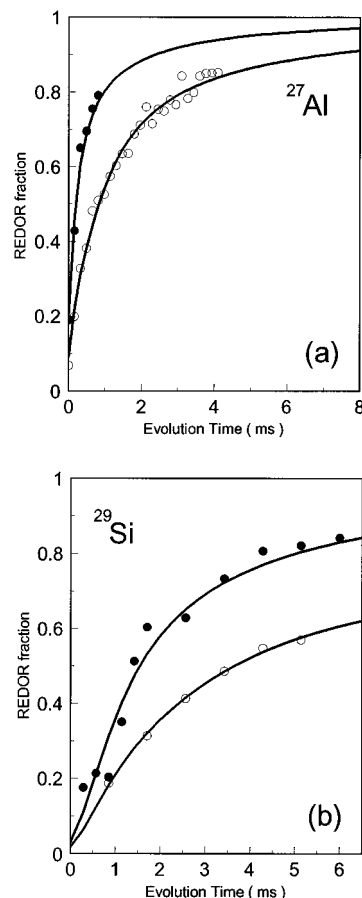 1
0.8
0.6
0.4
0.2
0
REDOR fraction
27Al
(a)
0 2 4 6 8
Evolution Time ( ms )
1
0.8
0.6
0.4
0.2
0
REDOR fraction
29Si
(b)
0 1 2 3 4 5 6
Evolution Time ( ms )